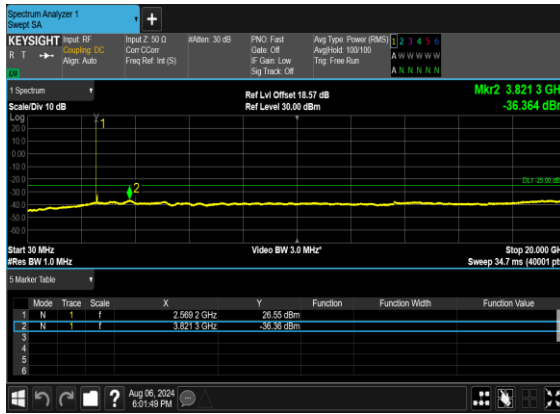 Spectrum Analyzer 1
Swept SA
+
KEYSIGHT Input: RF Input Z: 50 Ω #Atten: 30 dB PNO: Fast Avg Type: Power (RMS) 1 2 3 4 5 6
R T Coupling: DC Corr CCorr Gate: Off Avg|Hold: 100/100 A W W W W W
Align: Auto Freq Ref: Int (S) IF Gain: Low Trig: Free Run
LXI Sig Track: Off A N N N N N
1 Spectrum Ref Lvl Offset 18.57 dB Mkr2 3.821 3 GH
Scale/Div 10 dB Ref Level 30.00 dBm -36.364 dBm
Log
20.0
10.0
0.00
-10.0
-20.0
-30.0
-40.0
-50.0
-60.0
1
2
DL1 -25.00 dB
Start 30 MHz Video BW 3.0 MHz* Stop 20.000 GH
#Res BW 1.0 MHz Sweep 34.7 ms (40001 pt
5 Marker Table
Mode Trace Scale X Y Function Function Width Function Value
1 N 1 f 2.569 2 GHz 26.55 dBm
2 N 1 f 3.821 3 GHz -36.36 dBm
3
4
5
6
? Aug 06, 2024
6:01:49 PM